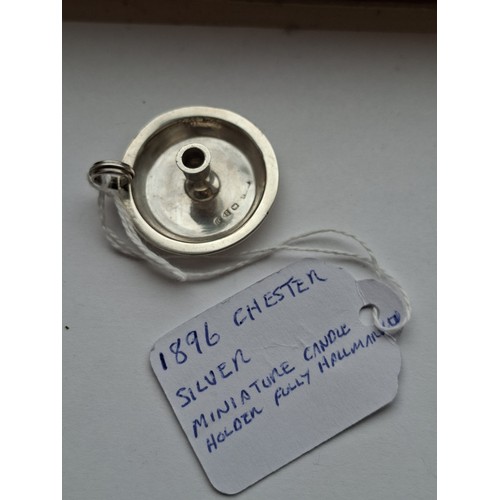 1896 CHESTER
SILVER
MINIATURE CANDLE
HOLDER FULLY HALLMARKED